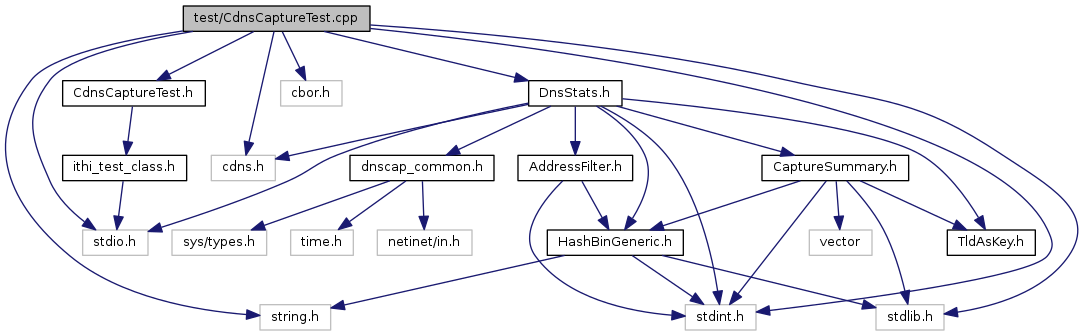 test/CdnsCaptureTest.cpp
CdnsCaptureTest.h
cbor.h
DnsStats.h
ithi_test_class.h
cdns.h
dnscap_common.h
AddressFilter.h
CaptureSummary.h
stdio.h
sys/types.h
time.h
netinet/in.h
HashBinGeneric.h
vector
TldAsKey.h
string.h
stdint.h
stdlib.h